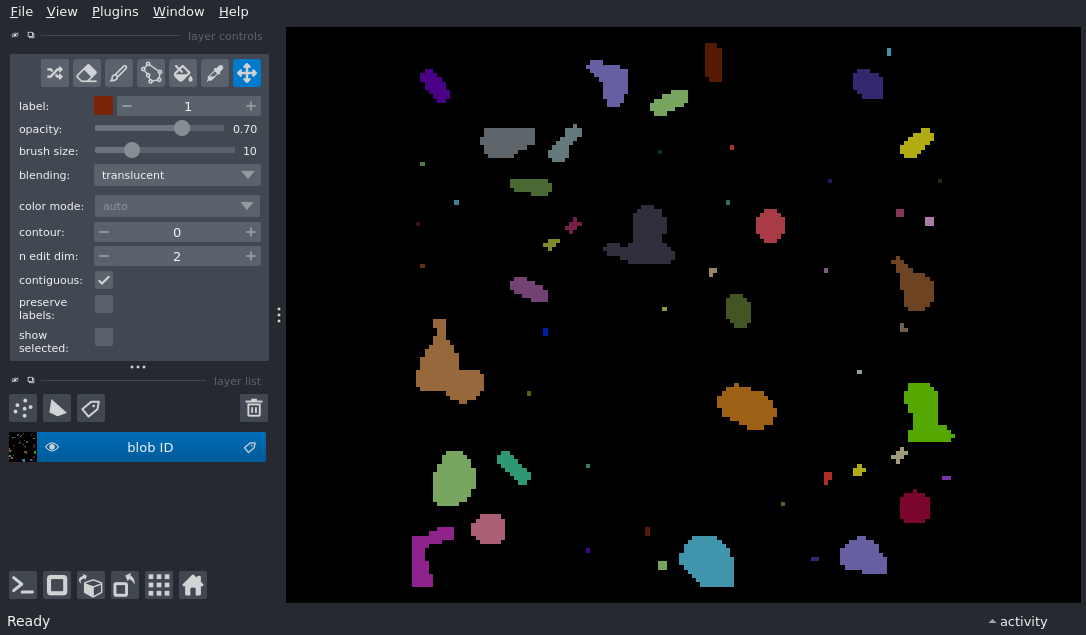 File View Plugins Window Help
layer controls
label: 1
opacity: 0.70
brush size: 10
blending: translucent
color mode: auto
contour: 0
n edit dim: 2
contiguous:
preserve
labels:
show
selected:
layer list
blob ID
Ready
activity